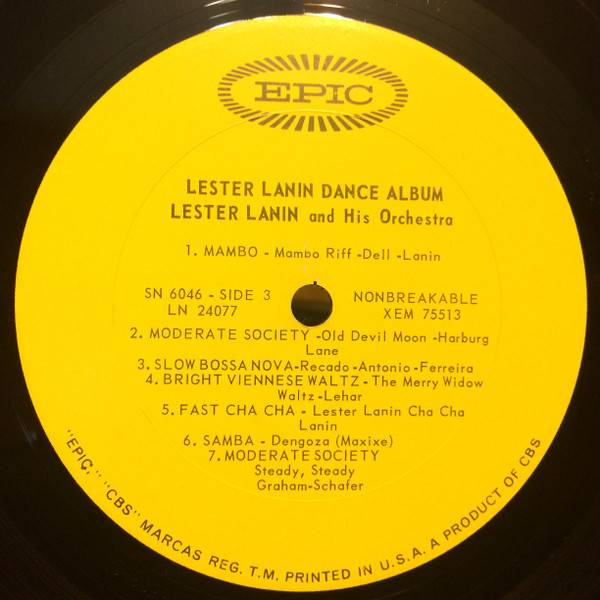 EPIC
LESTER LANIN DANCE ALBUM
LESTER LANIN and His Orchestra
1. MAMBO - Mambo Riff -Dell -Lanin
SN 6046 - SIDE 3
LN 24077
NONBREAKABLE
XEM 75513
2. MODERATE SOCIETY -Old Devil Moon -Harburg
Lane
3. SLOW BOSSA NOVA-Recado-Antonio-Ferreira
4. BRIGHT VIENNESE WALTZ - The Merry Widow
Waltz-Lehar
5. FAST CHA CHA - Lester Lanin Cha Cha
Lanin
6. SAMBA - Dengoza (Maxixe)
7. MODERATE SOCIETY
Steady, Steady
Graham-Schafer
"EPIC," "CBS" MARCAS REG. T.M. PRINTED IN U.S.A. A PRODUCT OF CBS